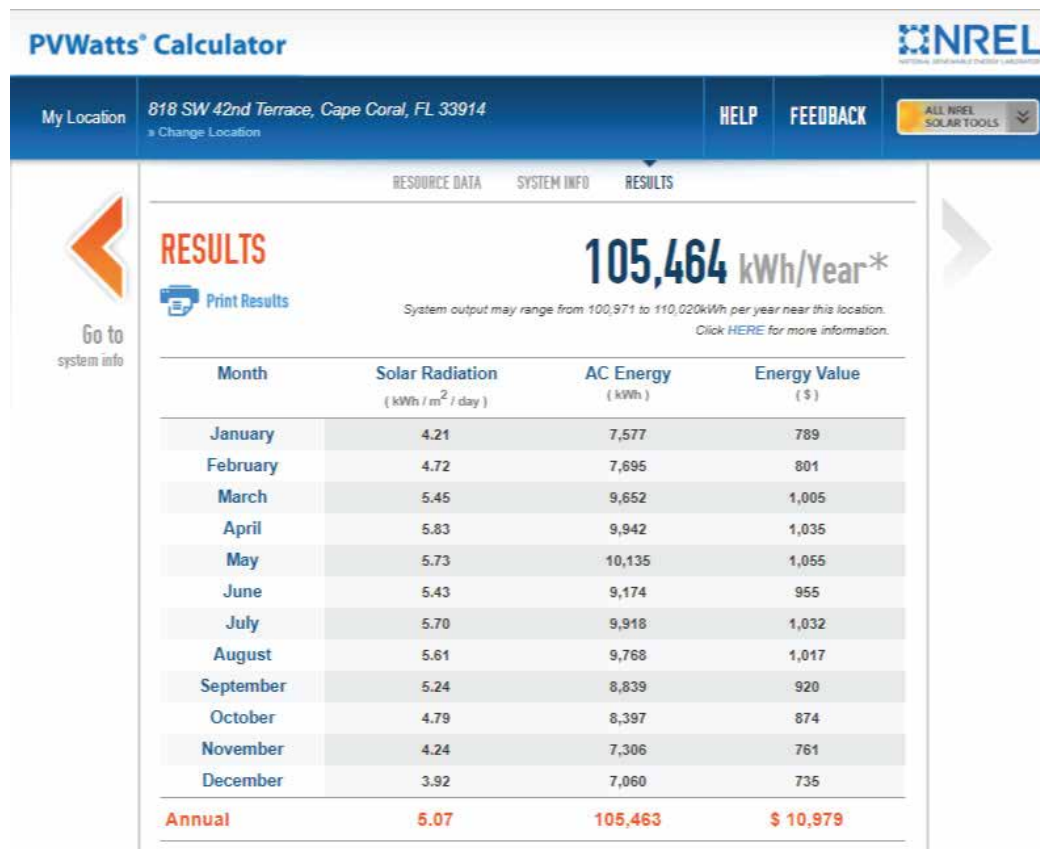 PVWatts® Calculator
NREL
NATIONAL RENEWABLE ENERGY LABORATORY
My Location
818 SW 42nd Terrace, Cape Coral, FL 33914
» Change Location
HELP
FEEDBACK
ALL NREL
SOLAR TOOLS
RESOURCE DATA SYSTEM INFO RESULTS
RESULTS
105,464 kWh/Year*
Print Results
System output may range from 100,971 to 110,020kWh per year near this location.
Click HERE for more information.
Go to
system info
Month Solar Radiation AC Energy Energy Value
( kWh / m2 / day ) ( kWh ) ( $ )
January 4.21 7,577 789
February 4.72 7,695 801
March 5.45 9,652 1,005
April 5.83 9,942 1,035
May 5.73 10,135 1,055
June 5.43 9,174 955
July 5.70 9,918 1,032
August 5.61 9,768 1,017
September 5.24 8,839 920
October 4.79 8,397 874
November 4.24 7,306 761
December 3.92 7,060 735
Annual 5.07 105,463 $ 10,979